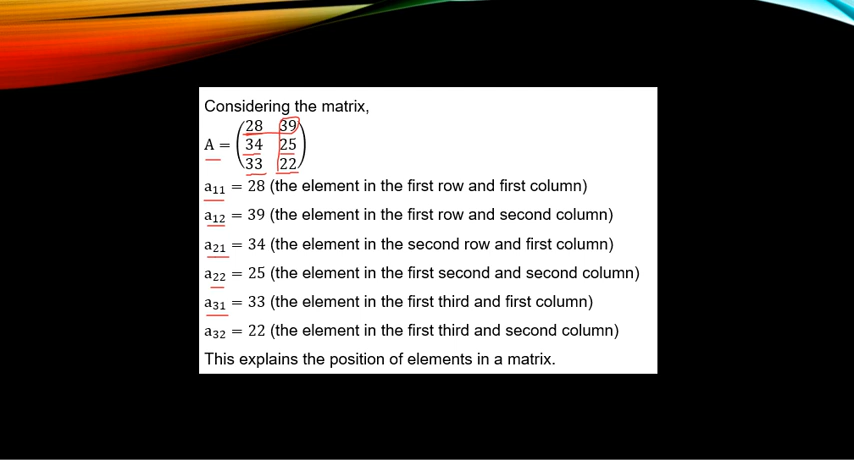 Considering the matrix,
28 39
A = 34 25
33 22
a₁₁ = 28 (the element in the first row and first column)
a₁₂ = 39 (the element in the first row and second column)
a₂₁ = 34 (the element in the second row and first column)
a₂₂ = 25 (the element in the first second and second column)
a₃₁ = 33 (the element in the first third and first column)
a₃₂ = 22 (the element in the first third and second column)
This explains the position of elements in a matrix.